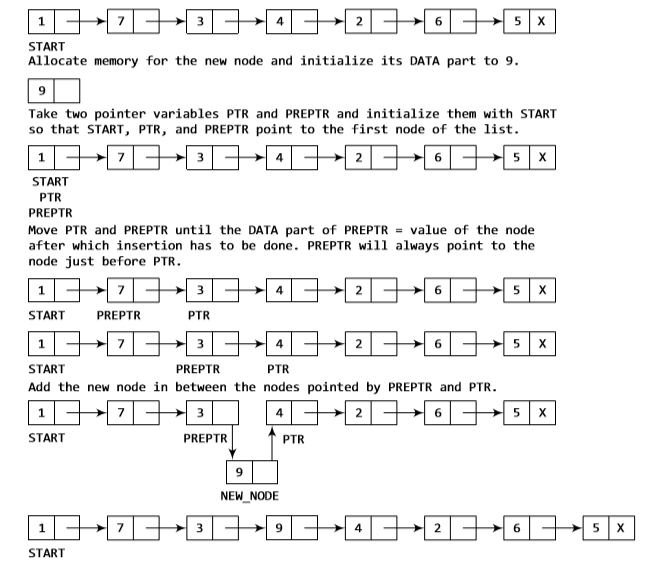 1 7 3 4 2 6 5 X
START
Allocate memory for the new node and initialize its DATA part to 9.
9
Take two pointer variables PTR and PREPTR and initialize them with START
so that START, PTR, and PREPTR point to the first node of the list.
1 7 3 4 2 6 5 X
START
PTR
PREPTR
Move PTR and PREPTR until the DATA part of PREPTR = value of the node
after which insertion has to be done. PREPTR will always point to the
node just before PTR.
1 7 3 4 2 6 5 X
START PREPTR PTR
1 7 3 4 2 6 5 X
START PREPTR PTR
Add the new node in between the nodes pointed by PREPTR and PTR.
1 7 3 4 2 6 5 X
START PREPTR PTR
9
NEW_NODE
1 7 3 9 4 2 6 5 X
START